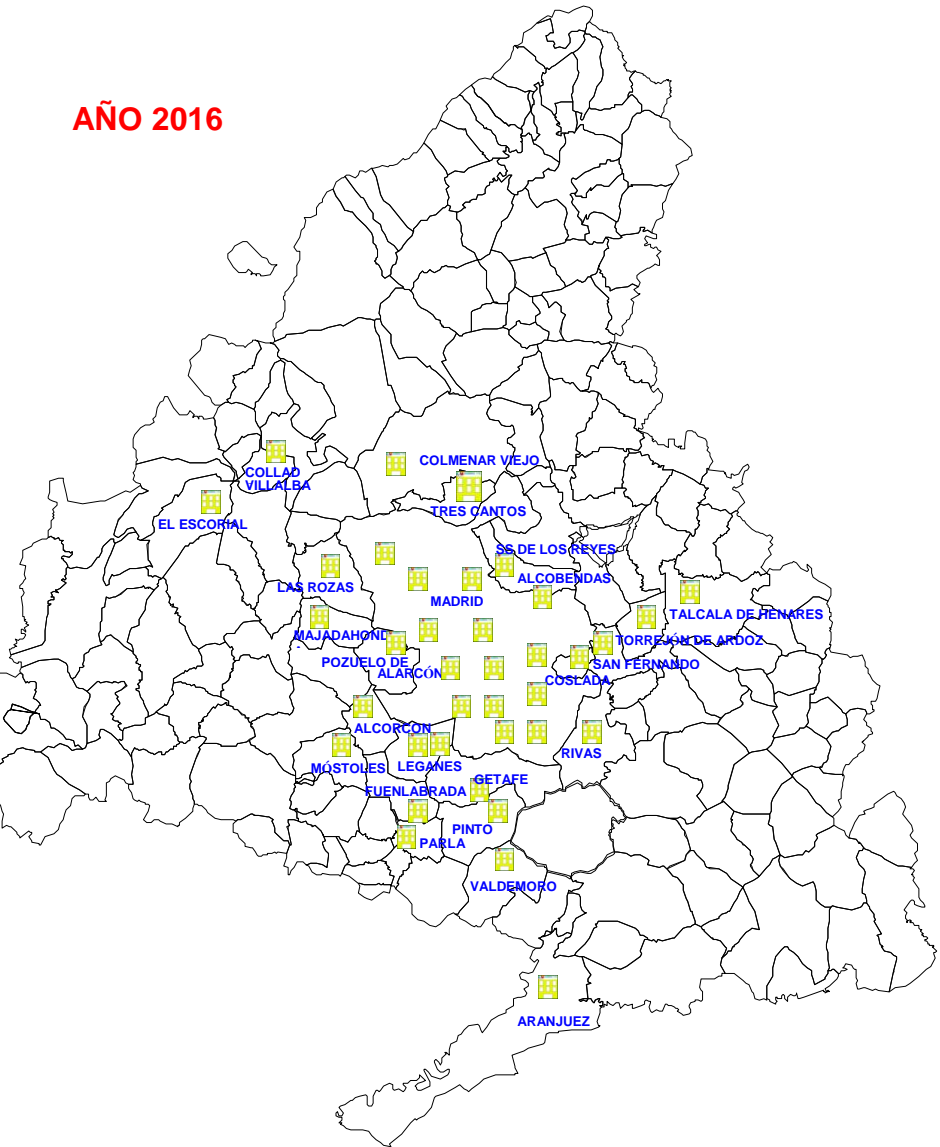 AÑO 2016
COLMENAR VIEJO
COLLAD
VILLALBA
TRES CANTOS
EL ESCORIAL
SS DE LOS REYES
ALCOBENDAS
LAS ROZAS
MADRID
TALCALA DE HENARES
MAJADAHOND
TORREJÓN DE ARDOZ
POZUELO DE
ALARCÓN
SAN FERNANDO
COSLADA
ALCORCON
RIVAS
LEGANES
MÓSTOLES
GETAFE
FUENLABRADA
PINTO
PARLA
VALDEMORO
ARANJUEZ